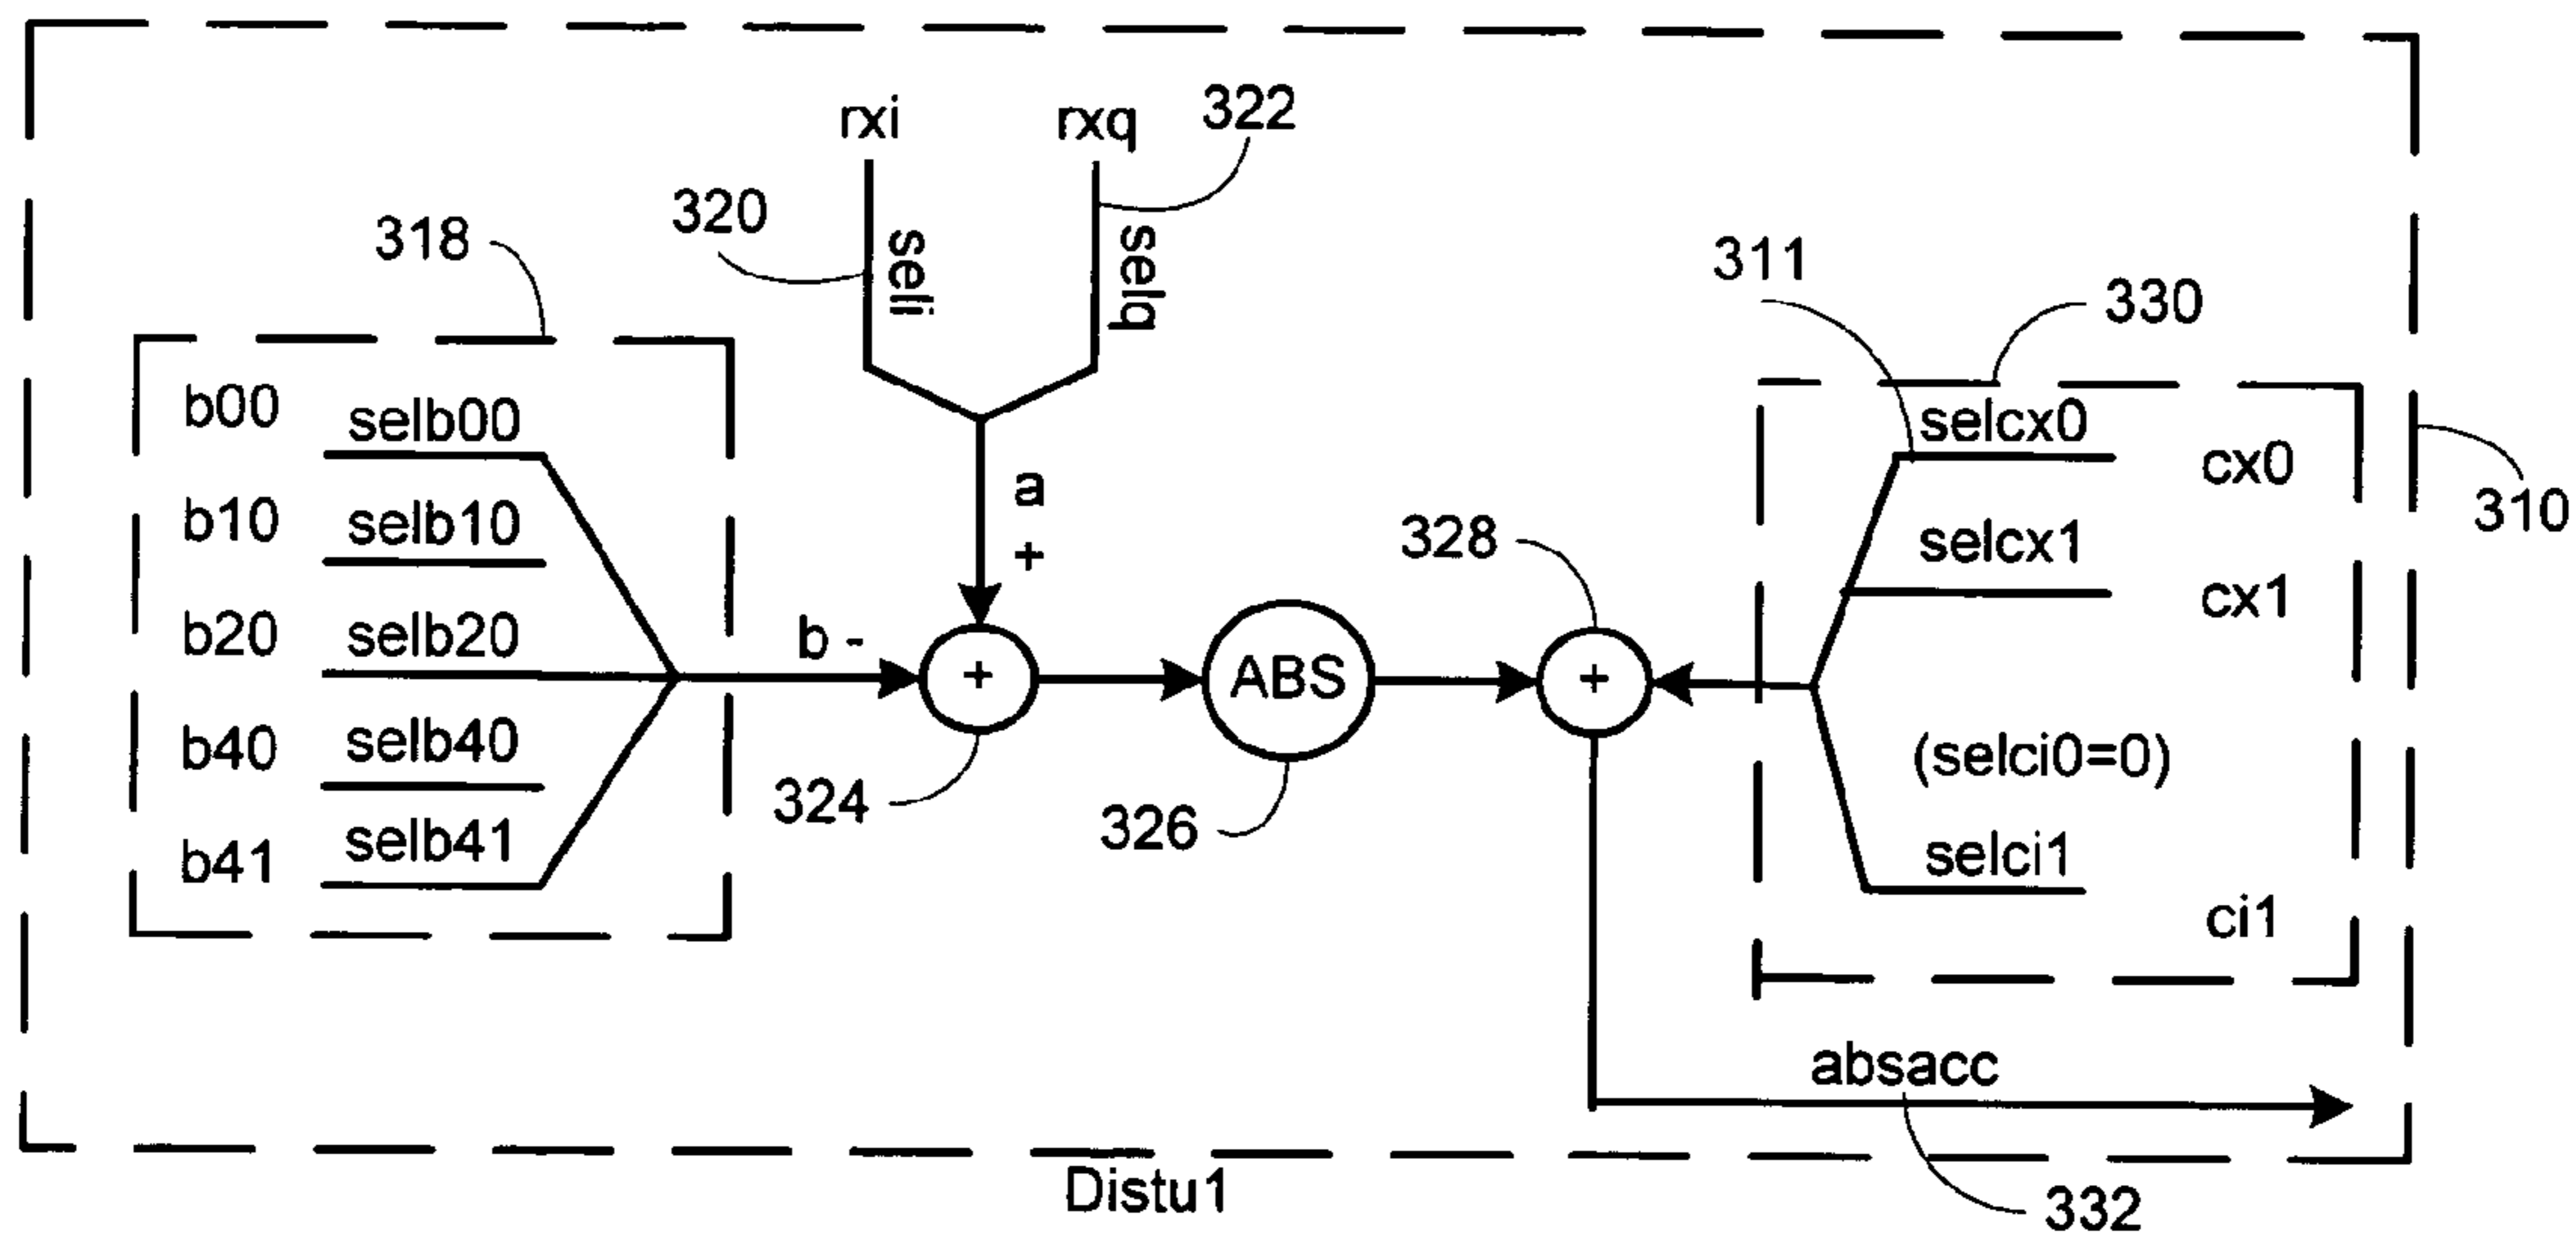 rxi rxq 322
320 seli selq
318
311
330
b00 selb00
selcx0
cx0
b10 selb10
a
+
328
selcx1
310
b20 selb20
b -
+
ABS
+
cx1
b40 selb40
324
326
(selci0=0)
b41 selb41
selci1
ci1
absacc
Distu1
332